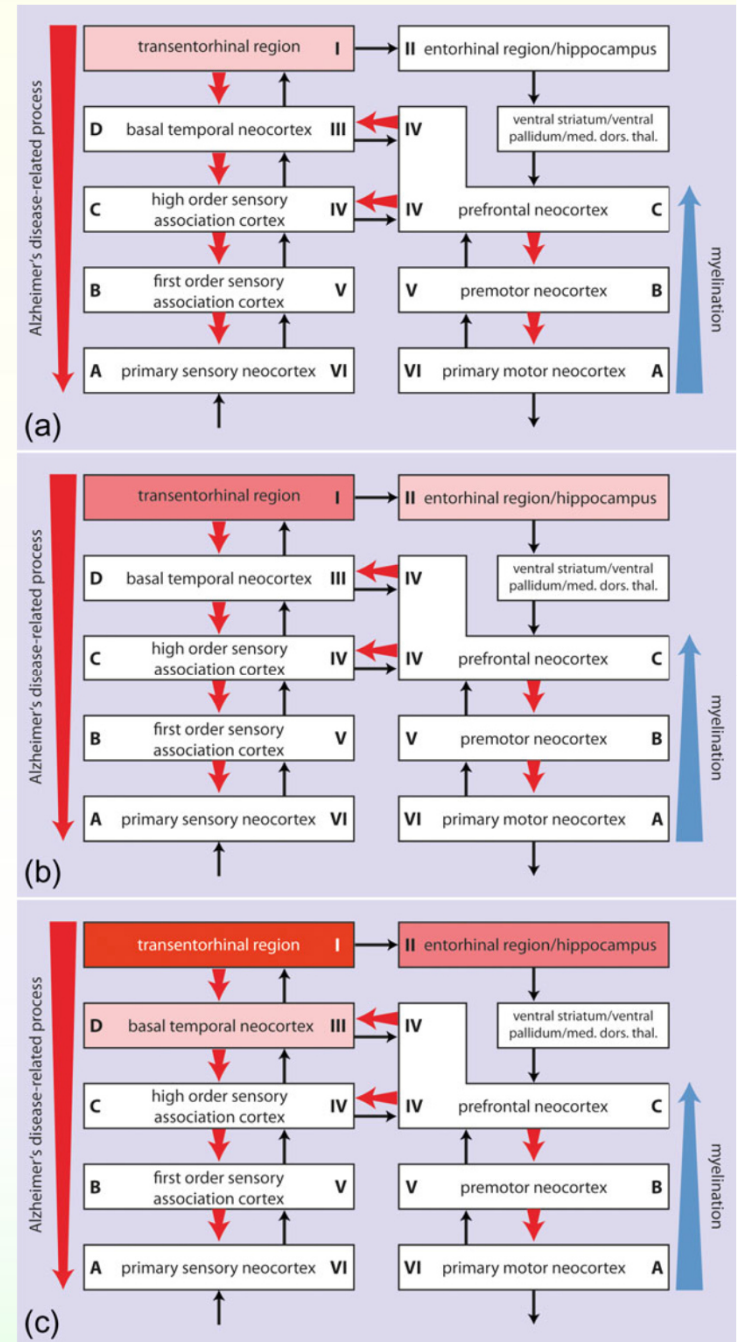 Alzheimer's disease-related process
transentorhinal region I
II entorhinal region/hippocampus
D basal temporal neocortex III
IV
ventral striatum/ventral
pallidum/med. dors. thal.
C high order sensory
association cortex IV
IV prefrontal neocortex C
B first order sensory
association cortex V
V premotor neocortex B
A primary sensory neocortex VI
VI primary motor neocortex A
myelination
(a)
Alzheimer's disease-related process
transentorhinal region I
II entorhinal region/hippocampus
D basal temporal neocortex III
IV
ventral striatum/ventral
pallidum/med. dors. thal.
C high order sensory
association cortex IV
IV prefrontal neocortex C
B first order sensory
association cortex V
V premotor neocortex B
A primary sensory neocortex VI
VI primary motor neocortex A
myelination
(b)
Alzheimer's disease-related process
transentorhinal region I
II entorhinal region/hippocampus
D basal temporal neocortex III
IV
ventral striatum/ventral
pallidum/med. dors. thal.
C high order sensory
association cortex IV
IV prefrontal neocortex C
B first order sensory
association cortex V
V premotor neocortex B
A primary sensory neocortex VI
VI primary motor neocortex A
myelination
(c)